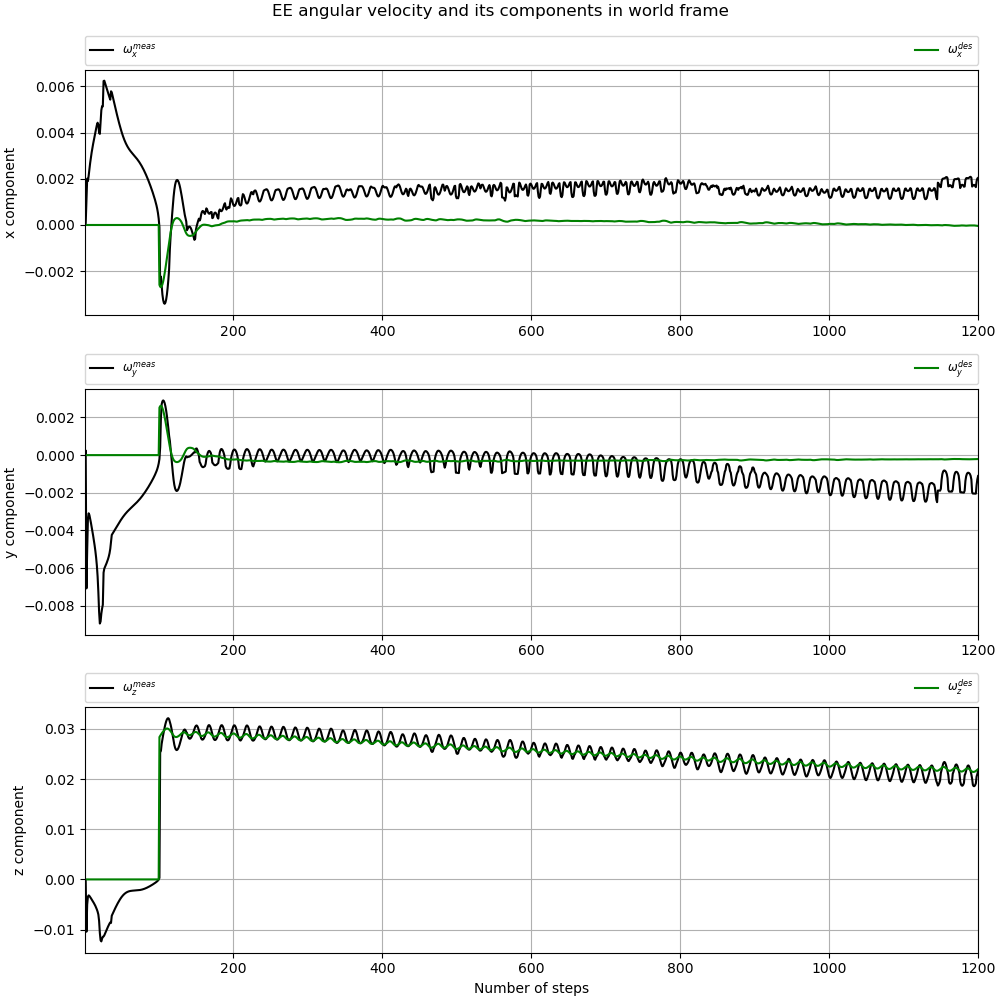 EE angular velocity and its components in world frame
ω_x^meas ω_x^des
0.006
0.004
0.002
0.000
−0.002
x component
200 400 600 800 1000 1200
ω_y^meas ω_y^des
0.002
0.000
−0.002
−0.004
−0.006
−0.008
y component
200 400 600 800 1000 1200
ω_z^meas ω_z^des
0.03
0.02
0.01
0.00
−0.01
z component
200 400 600 800 1000 1200
Number of steps